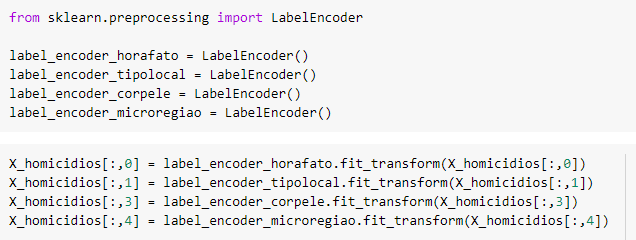 from sklearn.preprocessing import LabelEncoder
label_encoder_horafato = LabelEncoder()
label_encoder_tipolocal = LabelEncoder()
label_encoder_corpele = LabelEncoder()
label_encoder_microregiao = LabelEncoder()
X_homicidios[:,0] = label_encoder_horafato.fit_transform(X_homicidios[:,0])
X_homicidios[:,1] = label_encoder_tipolocal.fit_transform(X_homicidios[:,1])
X_homicidios[:,3] = label_encoder_corpele.fit_transform(X_homicidios[:,3])
X_homicidios[:,4] = label_encoder_microregiao.fit_transform(X_homicidios[:,4])